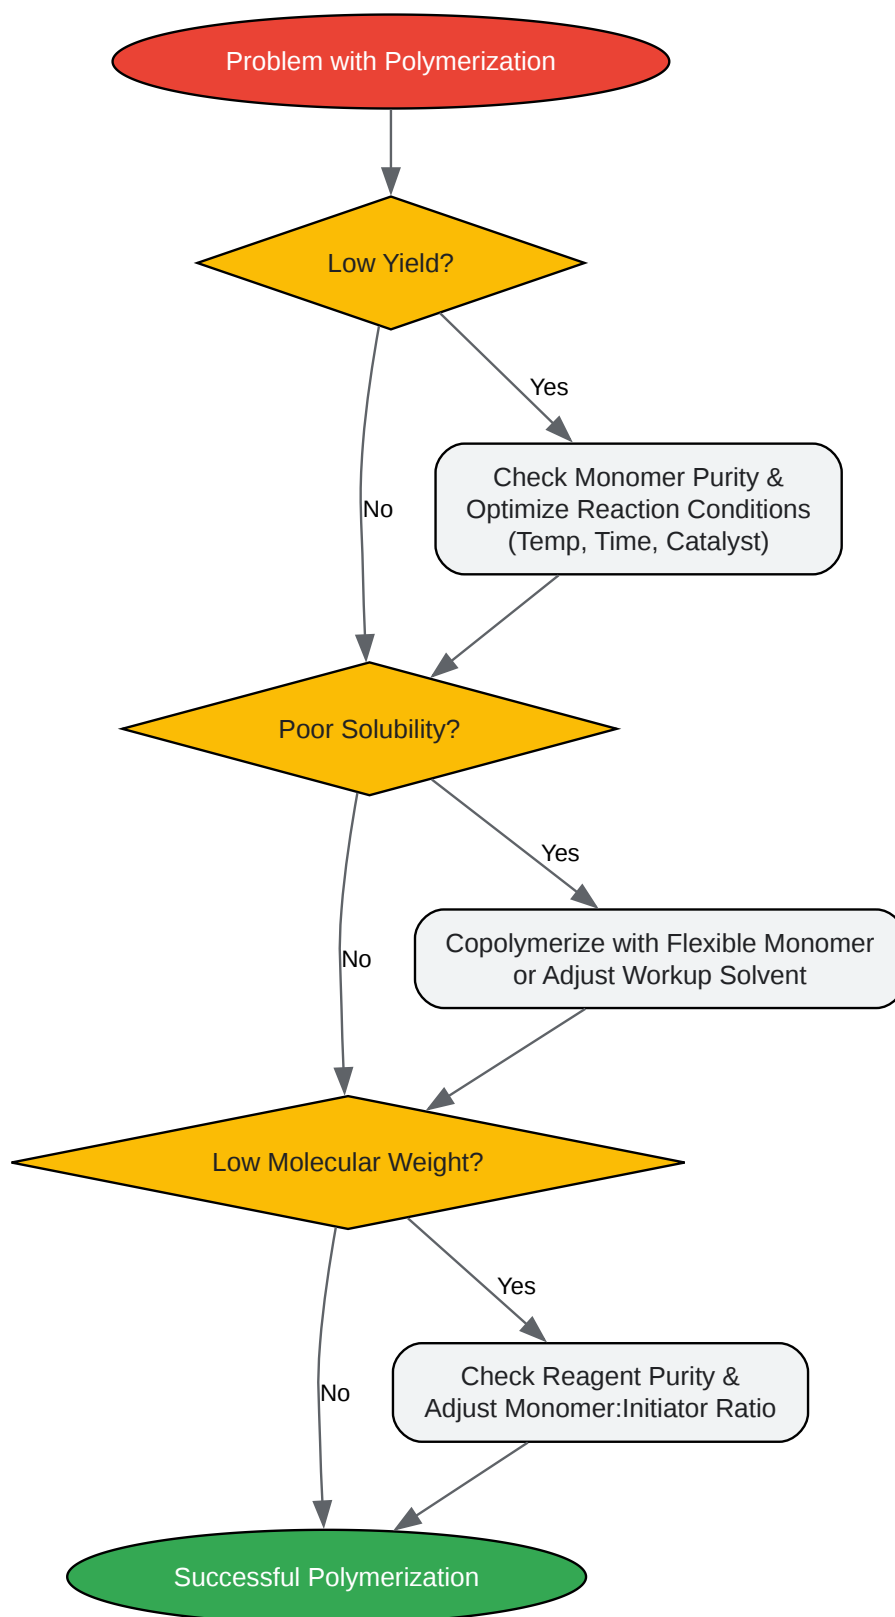 Problem with Polymerization
Low Yield?
Yes
Check Monomer Purity &
Optimize Reaction Conditions
(Temp, Time, Catalyst)
No
Poor Solubility?
Yes
Copolymerize with Flexible Monomer
or Adjust Workup Solvent
No
Low Molecular Weight?
Yes
Check Reagent Purity &
Adjust Monomer:Initiator Ratio
No
Successful Polymerization